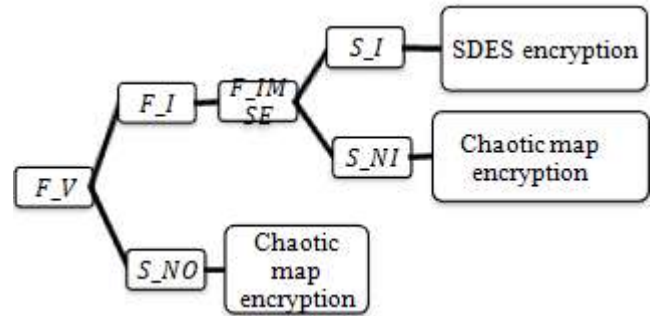 S_I
SDES encryption
F_I
F_IM
SE
S_NI
Chaotic map
encryption
F_V
S_NO
Chaotic
map
encryption